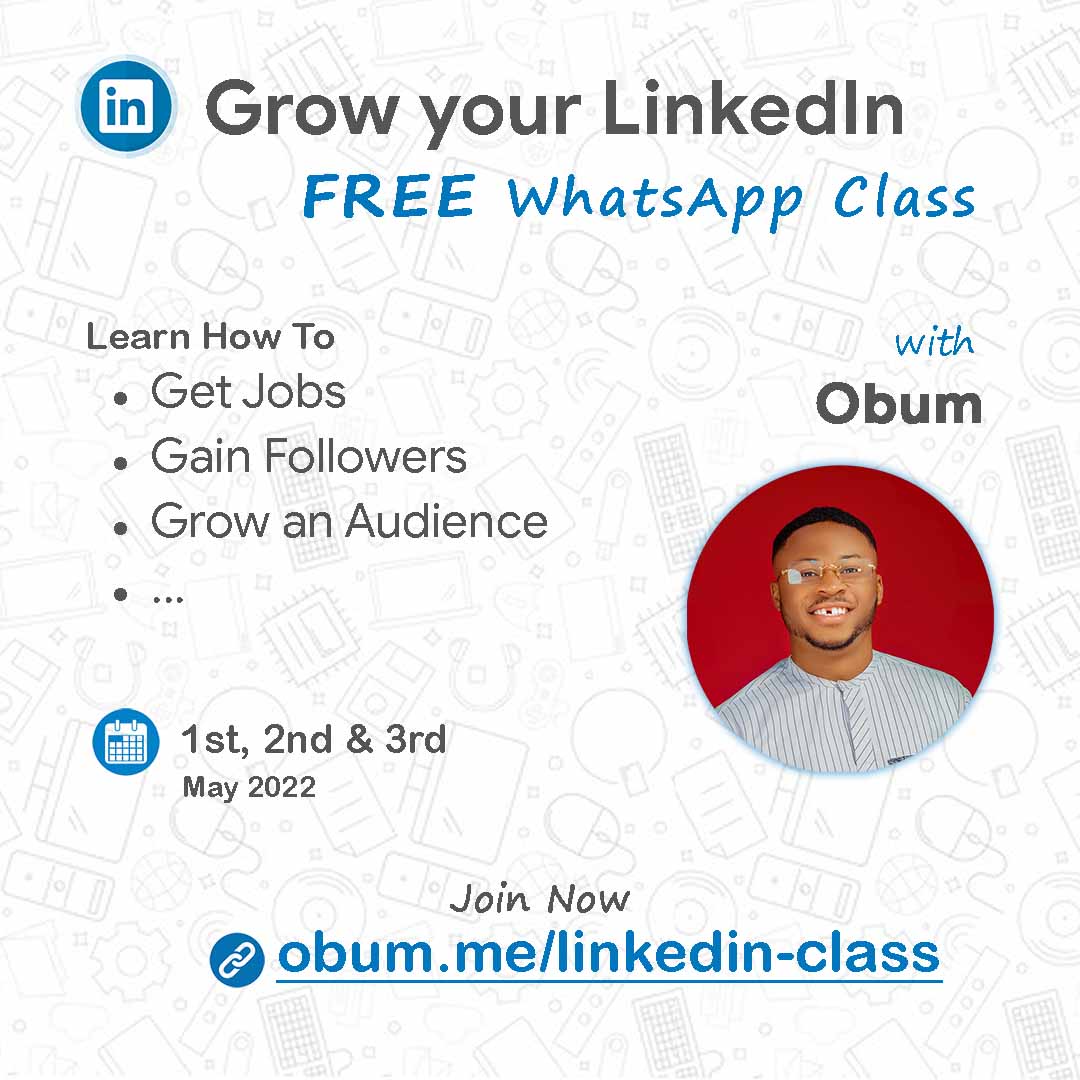 in Grow your LinkedIn
FREE WhatsApp Class
Learn How To
• Get Jobs
• Gain Followers
• Grow an Audience
• ...
with
Obum
1st, 2nd & 3rd
May 2022
Join Now
obum.me/linkedin-class